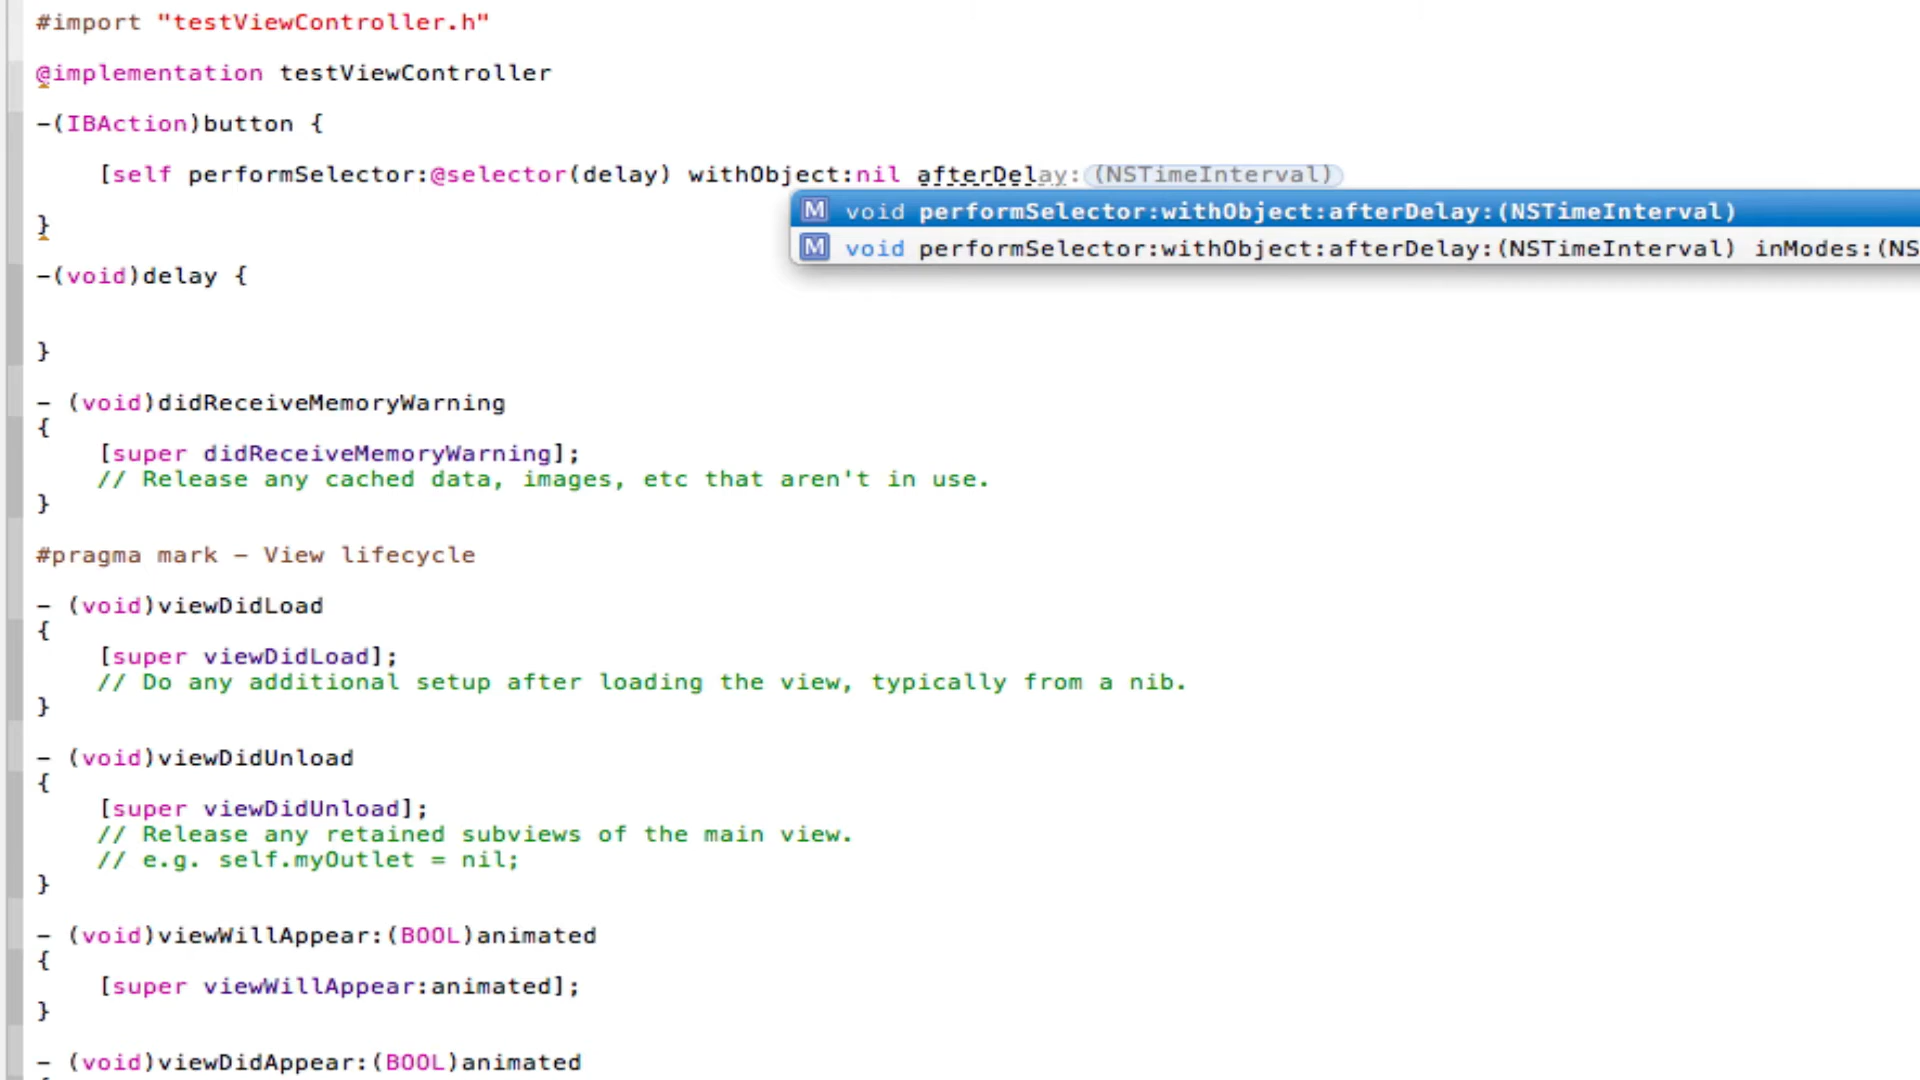 #import "testViewController.h"
@implementation testViewController
-(IBAction)button {
[self performSelector:@selector(delay) withObject:nil afterDelay:(NSTimeInterval)
M void performSelector:withObject:afterDelay:(NSTimeInterval)
M void performSelector:withObject:afterDelay:(NSTimeInterval) inModes:(NS
}
-(void)delay {
}
- (void)didReceiveMemoryWarning
{
[super didReceiveMemoryWarning];
// Release any cached data, images, etc that aren't in use.
}
#pragma mark - View lifecycle
- (void)viewDidLoad
{
[super viewDidLoad];
// Do any additional setup after loading the view, typically from a nib.
}
- (void)viewDidUnload
{
[super viewDidUnload];
// Release any retained subviews of the main view.
// e.g. self.myOutlet = nil;
}
- (void)viewWillAppear:(BOOL)animated
{
[super viewWillAppear:animated];
}
- (void)viewDidAppear:(BOOL)animated